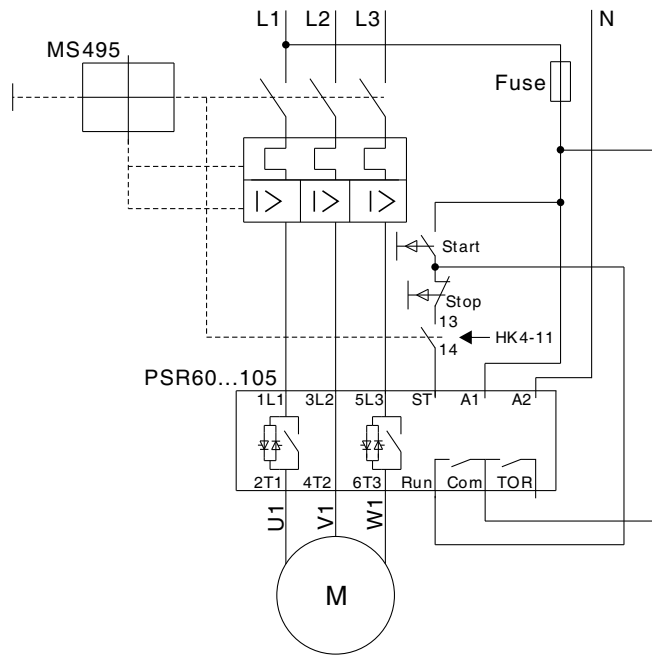 L1 L2 L3 N
MS495
Fuse
I> I> I>
Start
Stop
13
HK4-11
14
PSR60...105
1L1 3L2 5L3 ST A1 A2
2T1 4T2 6T3 Run Com TOR
U1 V1 W1
M